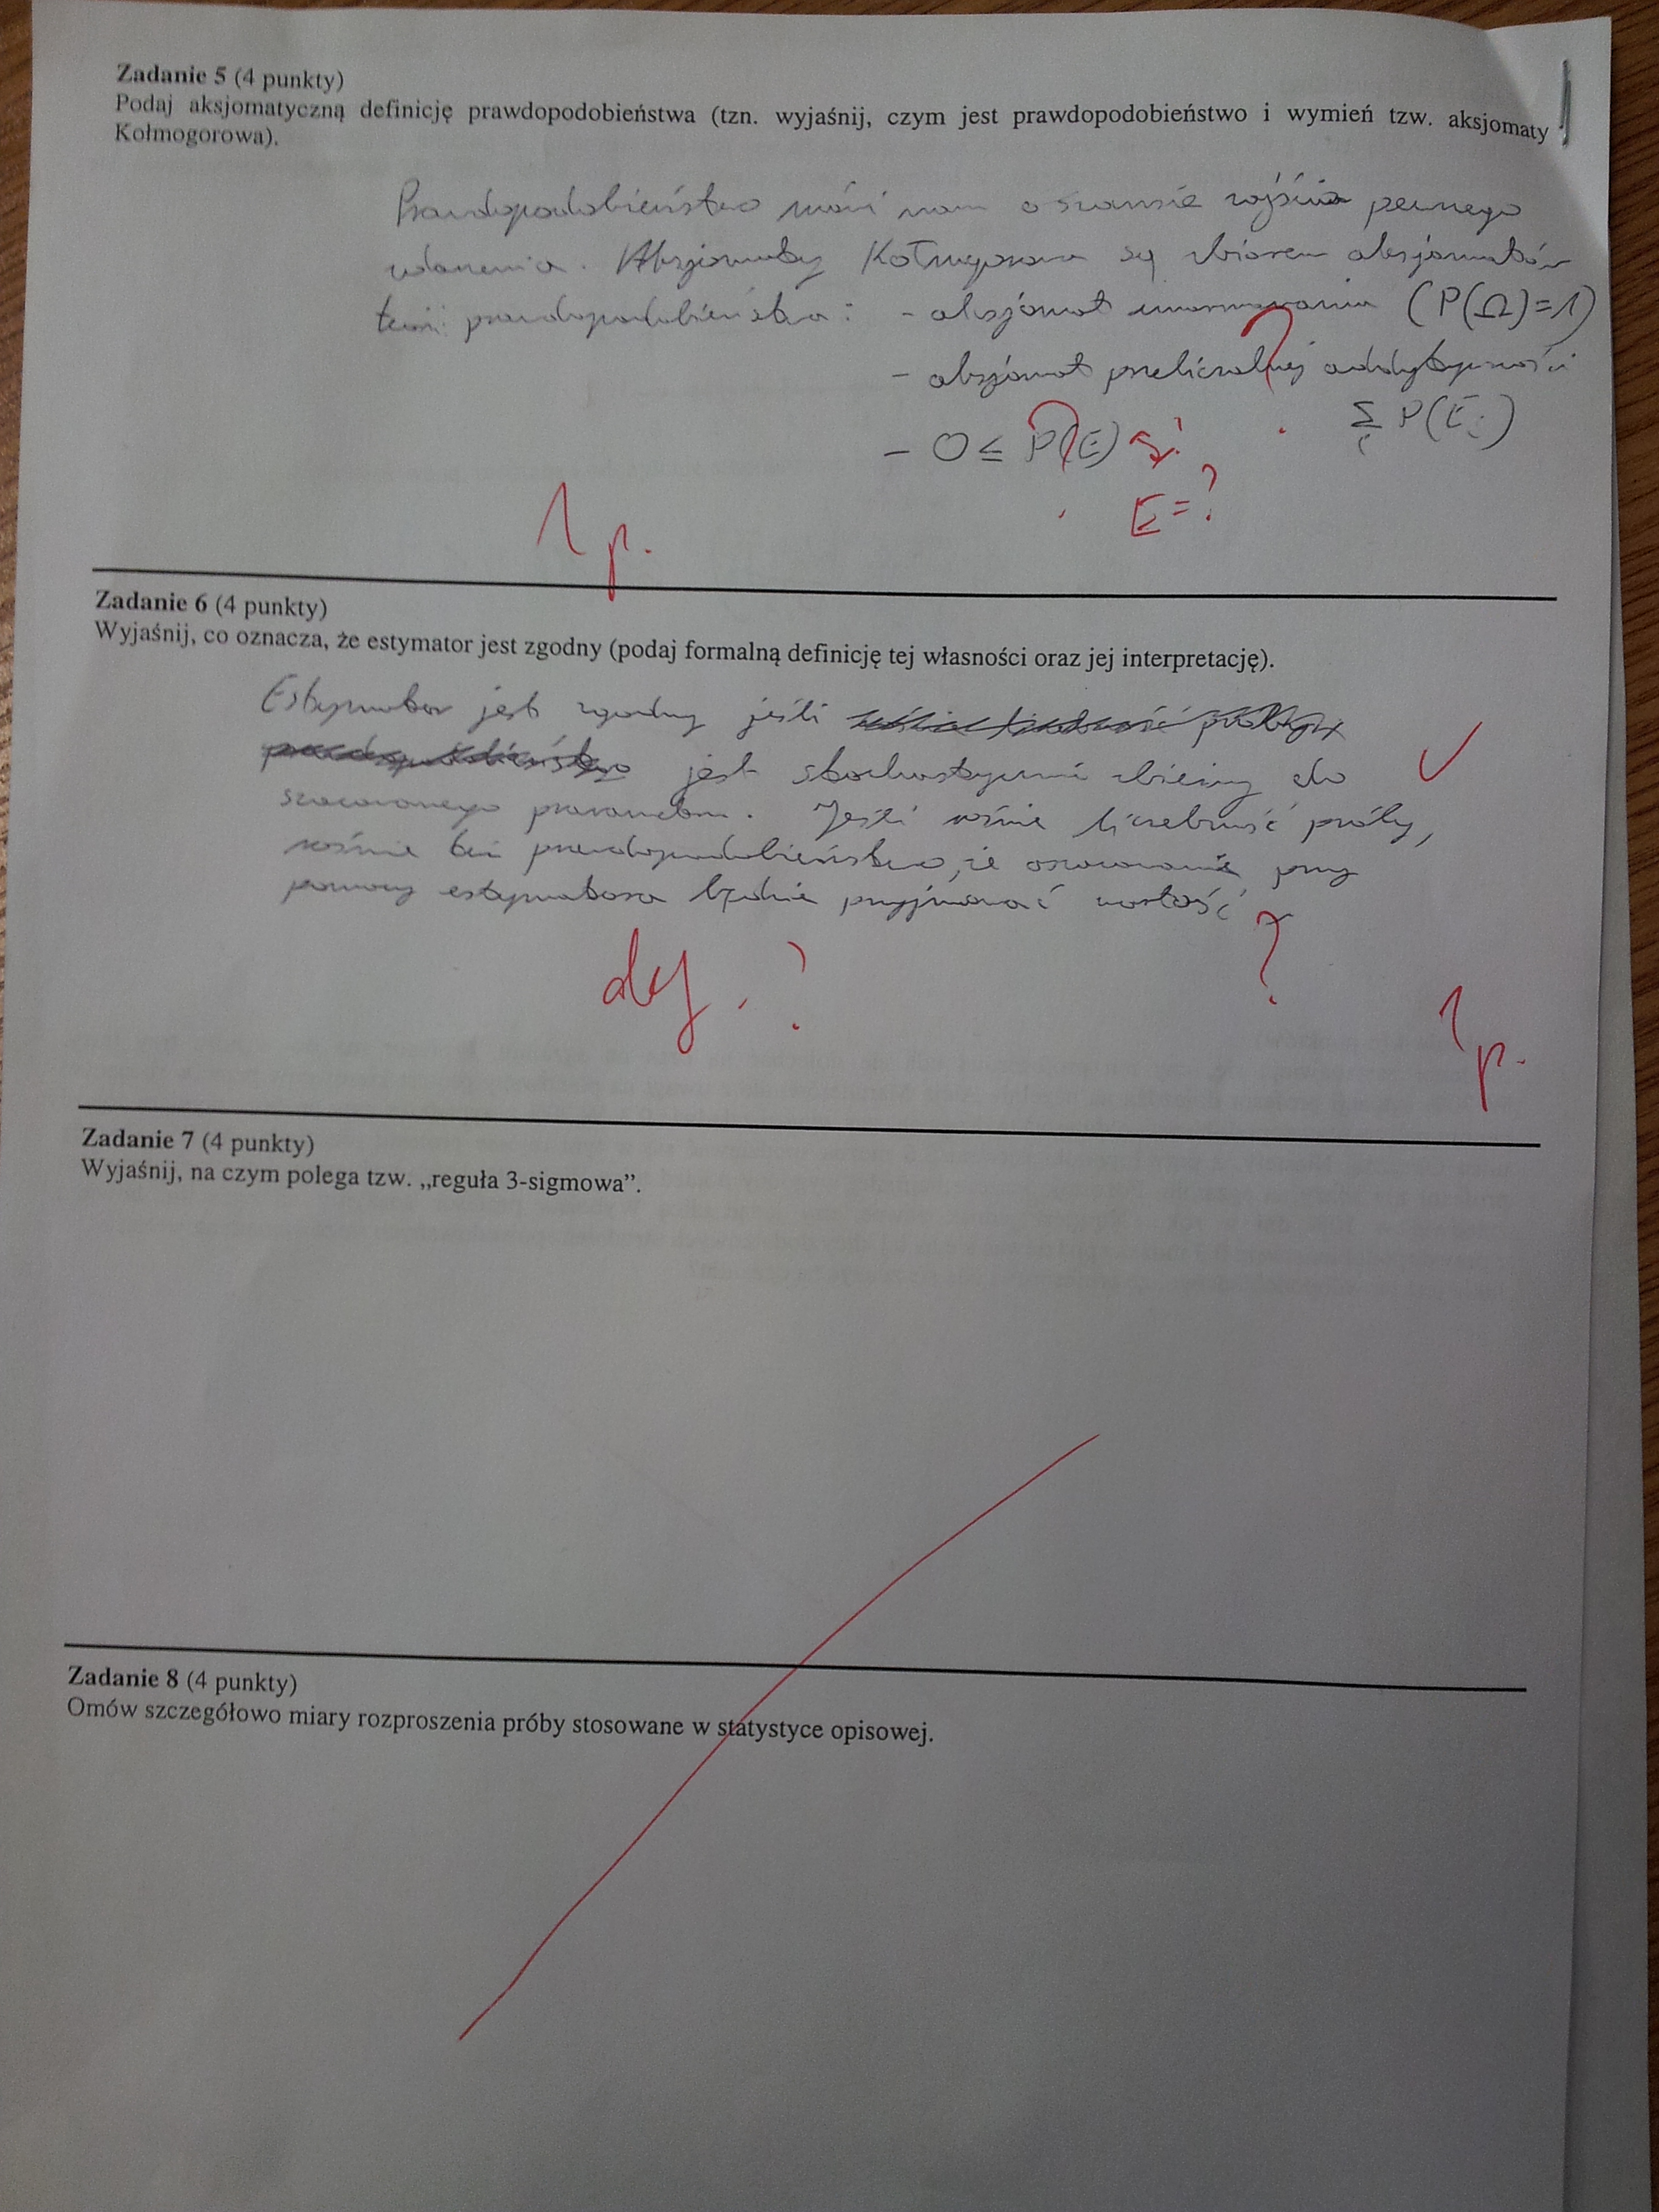 Zadanie 5 (4 punkty)
Podaj aksjomatyczną definicję prawdopodobieństwa (tzn. wyjaśnij, czym jest prawdopodobieństwo i wymień tzw. aksjomaty
Kołmogorowa).
Prawdopodobieństwo mówi nam o szansie zajścia pewnego
zdarzenia. Aksjomaty Kołmogorowa są zbiorem aksjomatów
teorii prawdopodobieństwa: - aksjomat unormowania (P(Ω)=1)
- aksjomat przeliczalnej addytywności
- 0 ≤ P(E) Σ P(Ei)
i
E=?
1 p.
Zadanie 6 (4 punkty)
Wyjaśnij, co oznacza, że estymator jest zgodny (podaj formalną definicję tej własności oraz jej interpretację).
Estymator jest zgodny jeśli
jest stochastycznie zbieżny do
szacowanego parametru. Jeśli rośnie liczebność próby,
rośnie też prawdopodobieństwo, że oszacowanie przy
pomocy estymatora będzie przyjmować wartość
def. ? ?
1 p.
Zadanie 7 (4 punkty)
Wyjaśnij, na czym polega tzw. „reguła 3-sigmowa”.
Zadanie 8 (4 punkty)
Omów szczegółowo miary rozproszenia próby stosowane w statystyce opisowej.